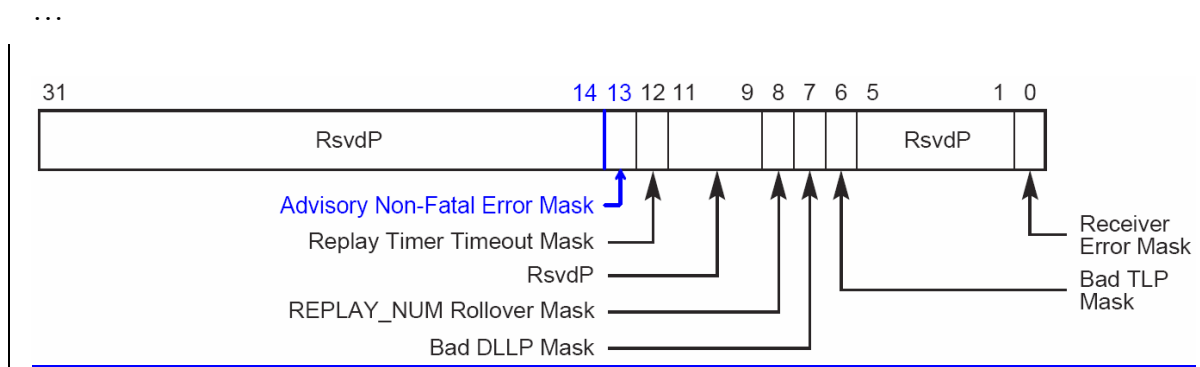 ...
31 14 13 12 11 9 8 7 6 5 1 0
RsvdP RsvdP
Advisory Non-Fatal Error Mask
Replay Timer Timeout Mask
RsvdP
REPLAY_NUM Rollover Mask
Bad DLLP Mask
Receiver
Error Mask
Bad TLP
Mask